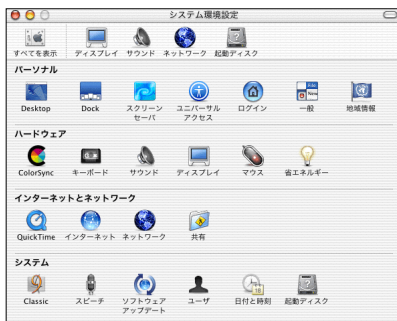 システム環境設定
すべてを表示 ディスプレイ サウンド ネットワーク 起動ディスク
パーソナル
Desktop Dock スクリーン ユニバーサル ログイン 一般 地域情報
セーバ アクセス
ハードウェア
ColorSync キーボード サウンド ディスプレイ マウス 省エネルギー
インターネットとネットワーク
QuickTime インターネット ネットワーク 共有
システム
Classic スピーチ ソフトウェア ユーザ 日付と時刻 起動ディスク
アップデート